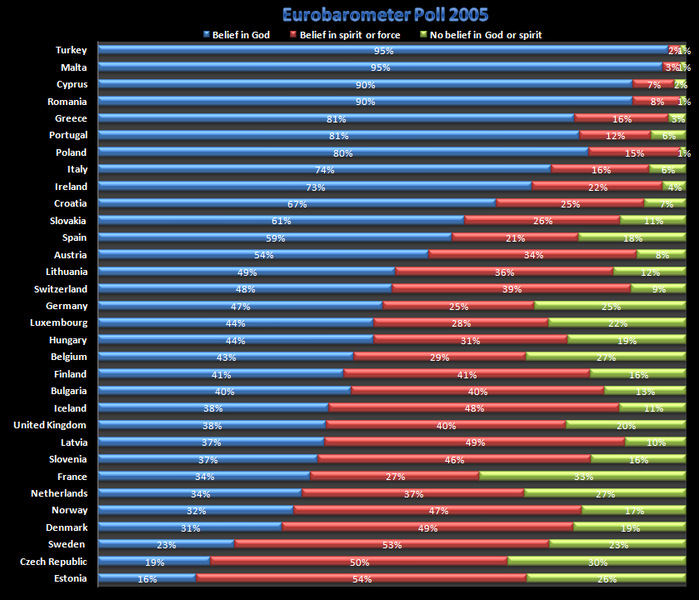 Eurobarometer Poll 2005
Belief in God Belief in spirit or force No belief in God or spirit
Turkey 95% 2% 1%
Malta 95% 3% 1%
Cyprus 90% 7% 2%
Romania 90% 8% 1%
Greece 81% 16% 3%
Portugal 81% 12% 6%
Poland 80% 15% 1%
Italy 74% 16% 6%
Ireland 73% 22% 4%
Croatia 67% 25% 7%
Slovakia 61% 26% 11%
Spain 59% 21% 18%
Austria 54% 34% 8%
Lithuania 49% 36% 12%
Switzerland 48% 39% 9%
Germany 47% 25% 25%
Luxembourg 44% 28% 22%
Hungary 44% 31% 19%
Belgium 43% 29% 27%
Finland 41% 41% 16%
Bulgaria 40% 40% 13%
Iceland 38% 48% 11%
United Kingdom 38% 40% 20%
Latvia 37% 49% 10%
Slovenia 37% 46% 16%
France 34% 27% 33%
Netherlands 34% 37% 27%
Norway 32% 47% 17%
Denmark 31% 49% 19%
Sweden 23% 53% 23%
Czech Republic 19% 50% 30%
Estonia 16% 54% 26%